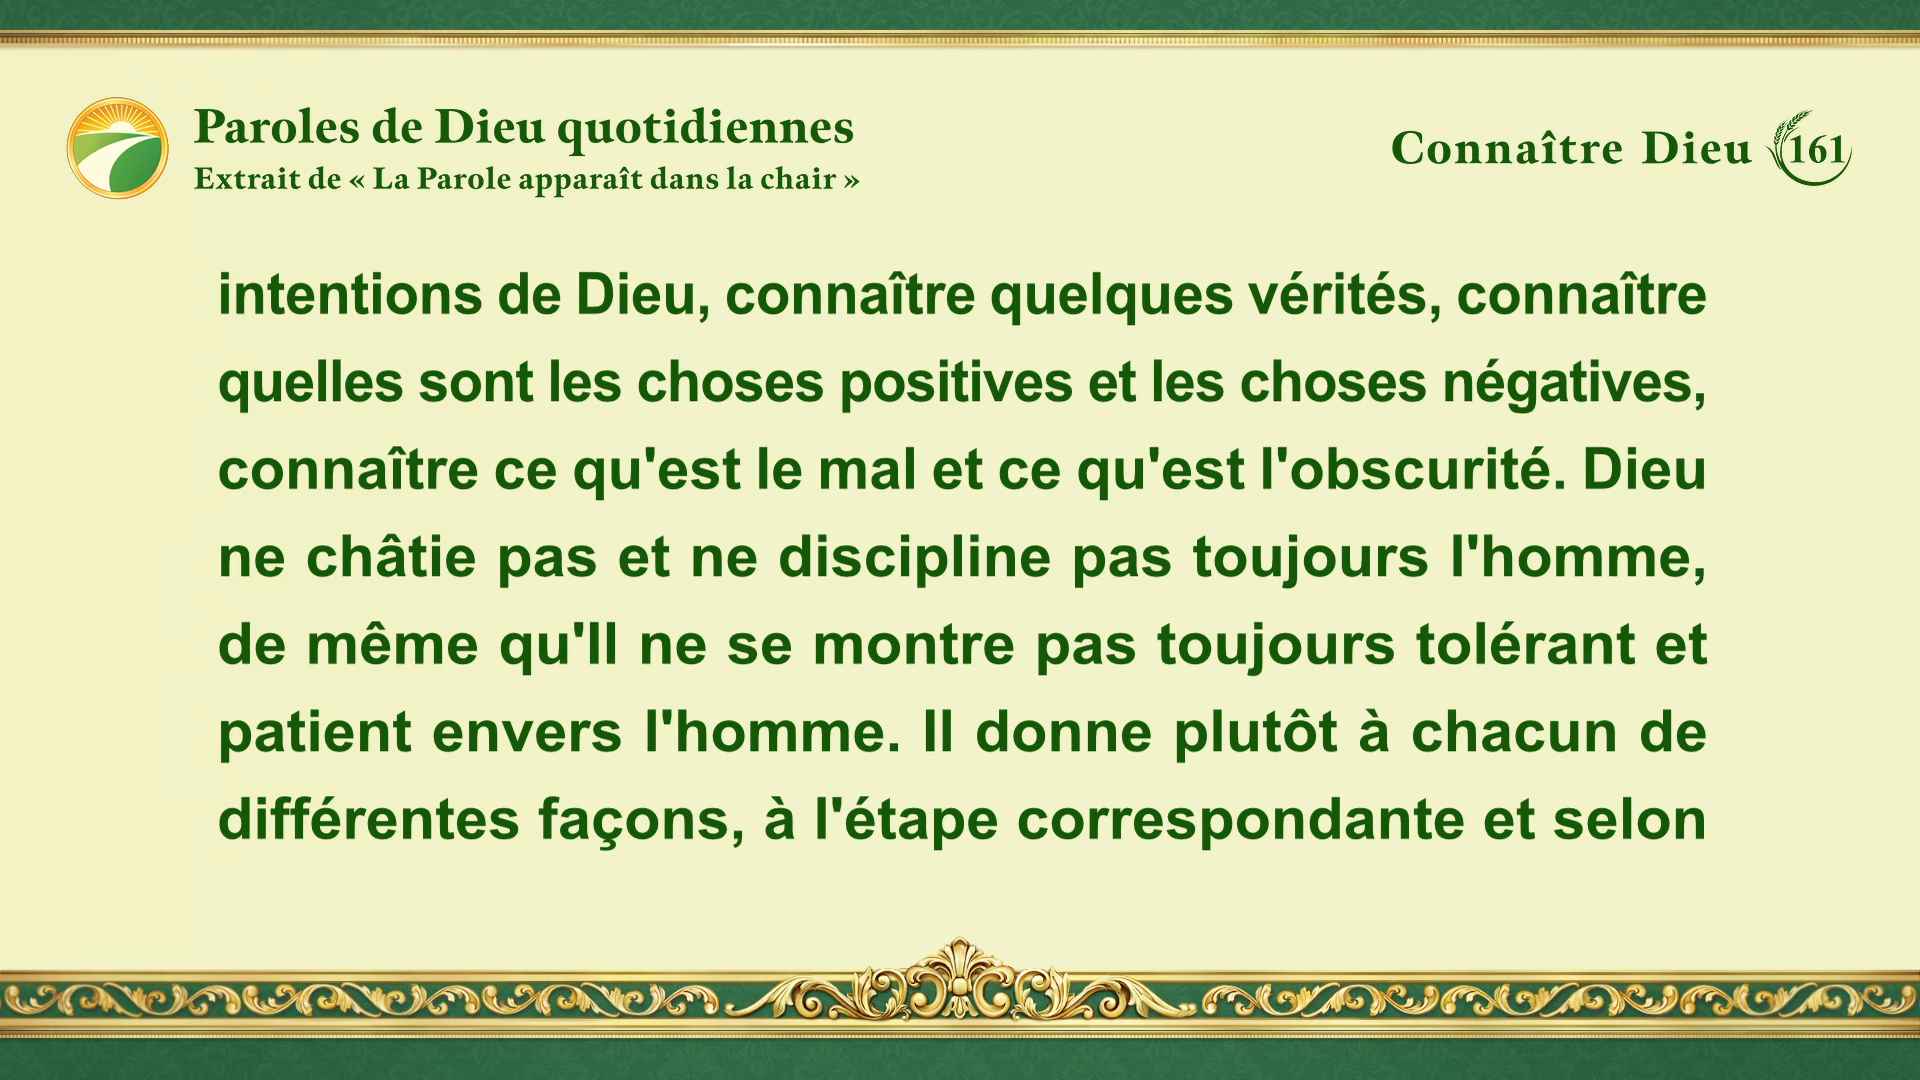 Paroles de Dieu quotidiennes
Extrait de « La Parole apparaît dans la chair »
Connaître Dieu 161
intentions de Dieu, connaître quelques vérités, connaître
quelles sont les choses positives et les choses négatives,
connaître ce qu'est le mal et ce qu'est l'obscurité. Dieu
ne châtie pas et ne discipline pas toujours l'homme,
de même qu'Il ne se montre pas toujours tolérant et
patient envers l'homme. Il donne plutôt à chacun de
différentes façons, à l'étape correspondante et selon